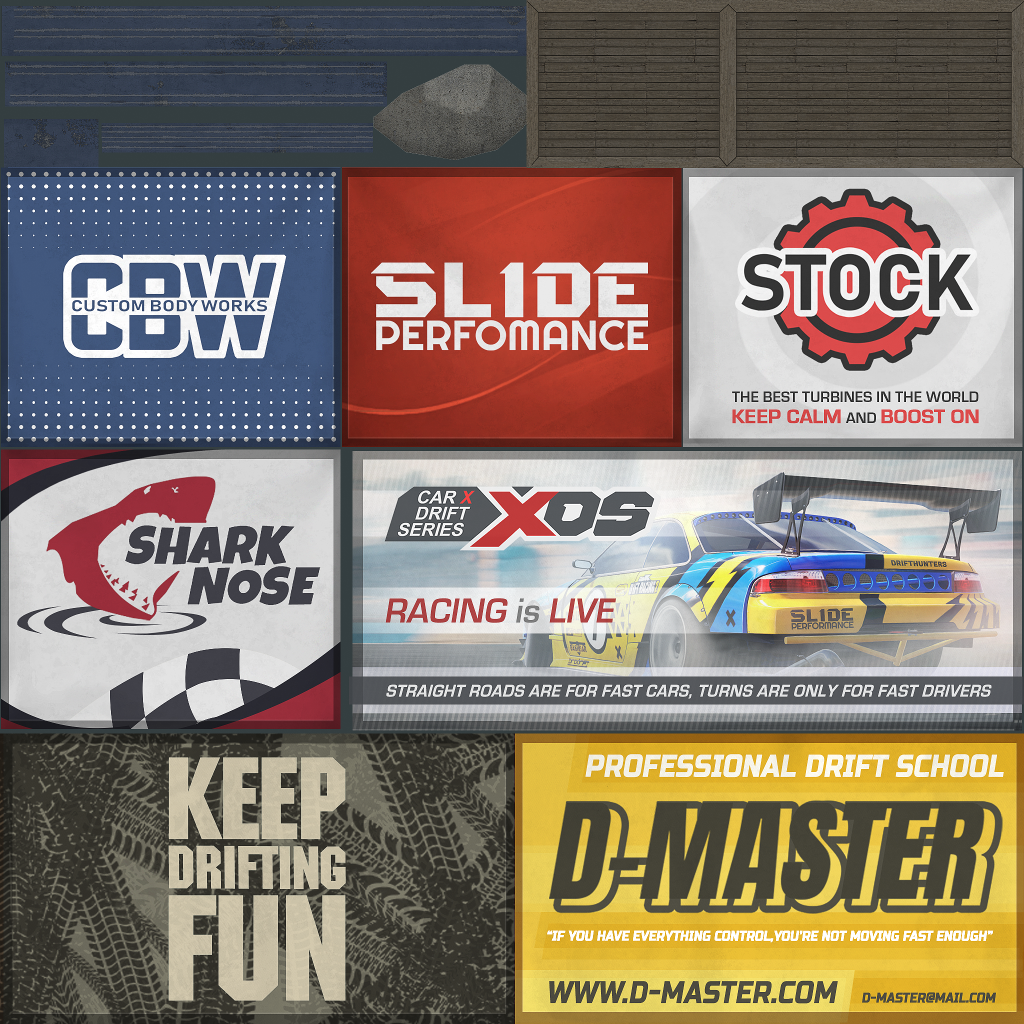 CBW
CUSTOM BODY WORKS
SLIDE
PERFOMANCE
STOCK
THE BEST TURBINES IN THE WORLD
KEEP CALM AND BOOST ON
SHARK
NOSE
CAR X
DRIFT
SERIES
XDS
DRIFTHUNTERS
SLIDE
PERFORMANCE
RACING is LIVE
STRAIGHT ROADS ARE FOR FAST CARS, TURNS ARE ONLY FOR FAST DRIVERS
KEEP
DRIFTING
FUN
PROFESSIONAL DRIFT SCHOOL
D-MASTER
"IF YOU HAVE EVERYTHING CONTROL,YOU'RE NOT MOVING FAST ENOUGH"
WWW.D-MASTER.COM
D-MASTER@MAIL.COM